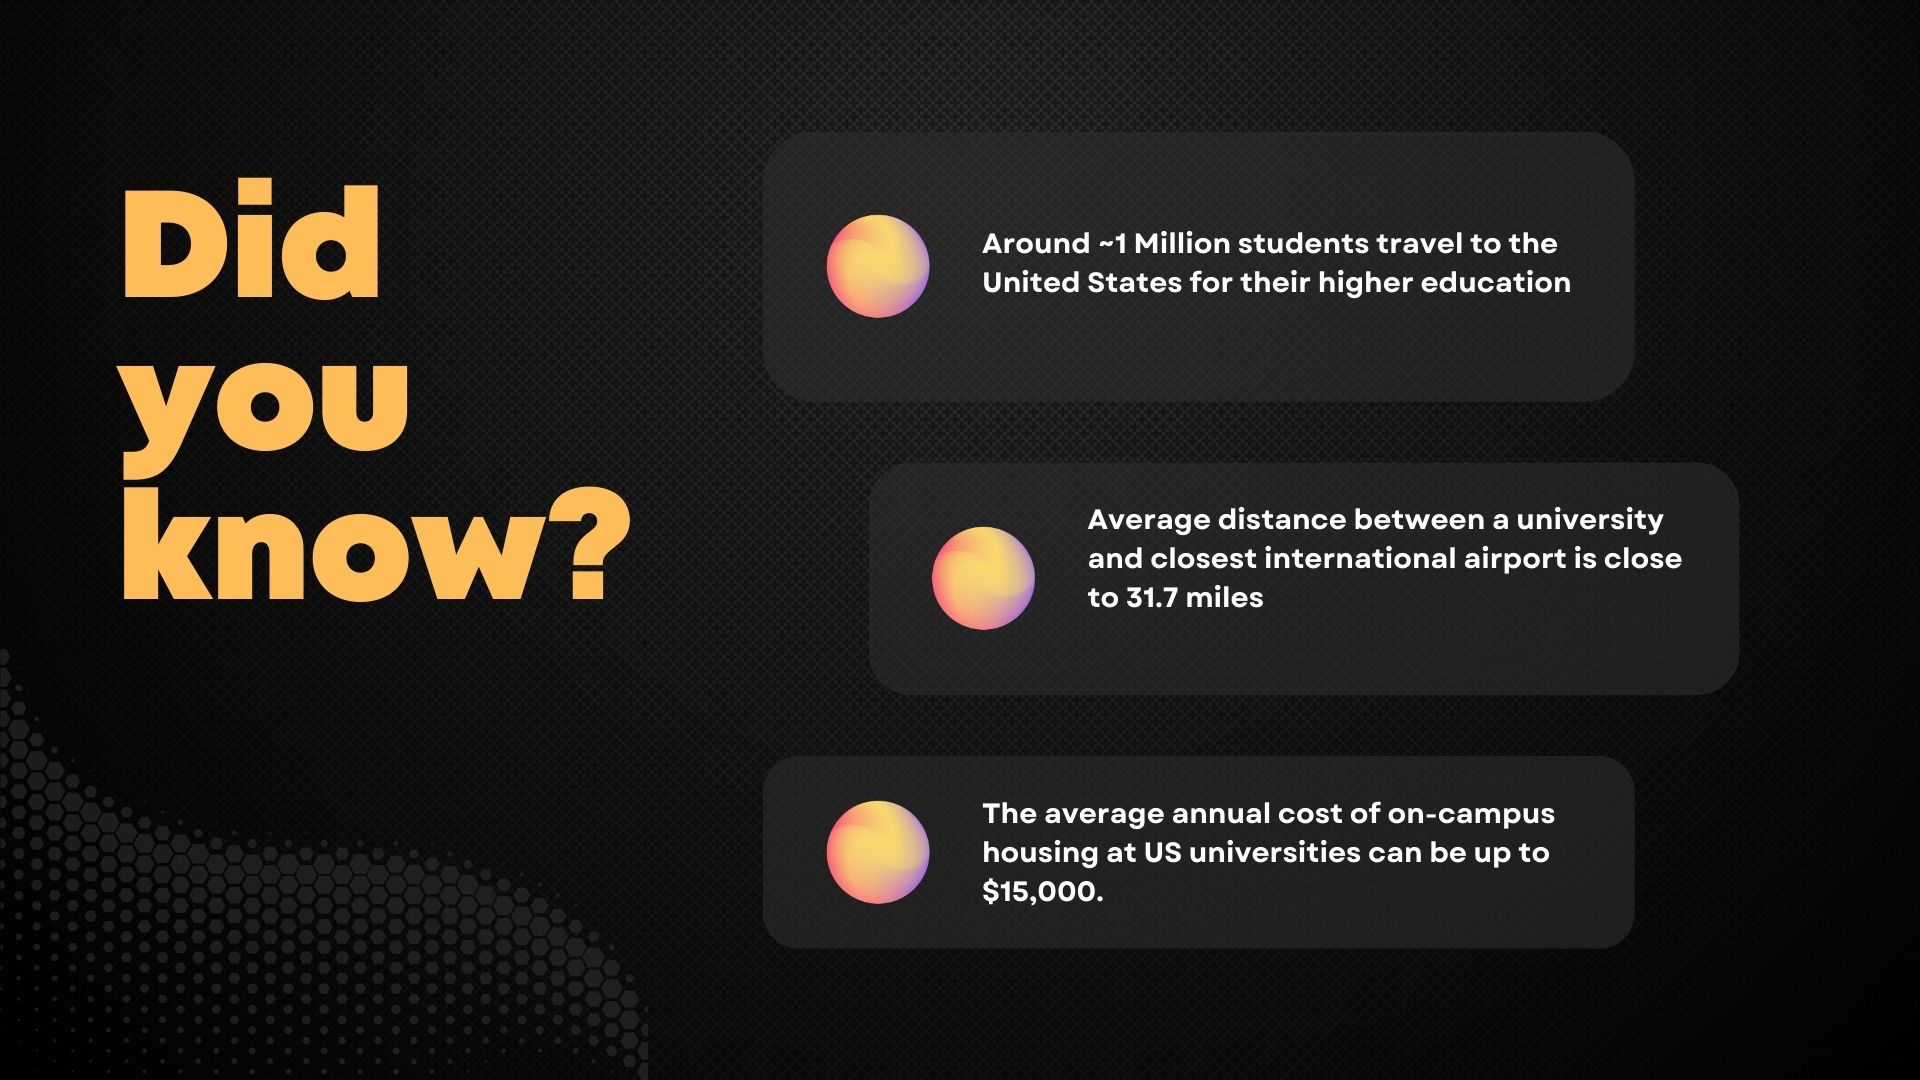 Did
you
know?
Around ~1 Million students travel to the
United States for their higher education
Average distance between a university
and closest international airport is close
to 31.7 miles
The average annual cost of on-campus
housing at US universities can be up to
$15,000.